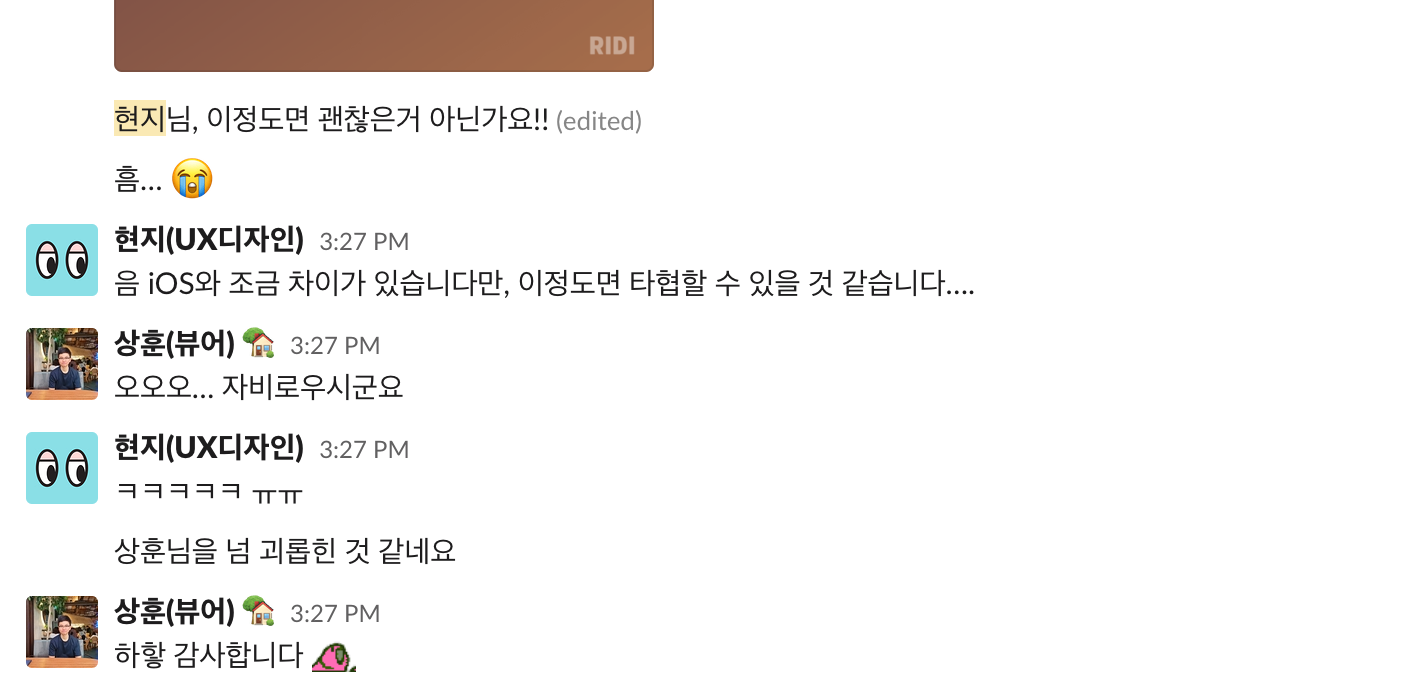 RIDI
현지님, 이정도면 괜찮은거 아닌가요!! (edited)
흠... 😭
현지(UX디자인) 3:27 PM
음 iOS와 조금 차이가 있습니다만, 이정도면 타협할 수 있을 것 같습니다....
상훈(뷰어) 🏡 3:27 PM
오오오... 자비로우시군요
현지(UX디자인) 3:27 PM
ㅋㅋㅋㅋㅋ ㅠㅠ
상훈님을 넘 괴롭힌 것 같네요
상훈(뷰어) 🏡 3:27 PM
하핳 감사합니다